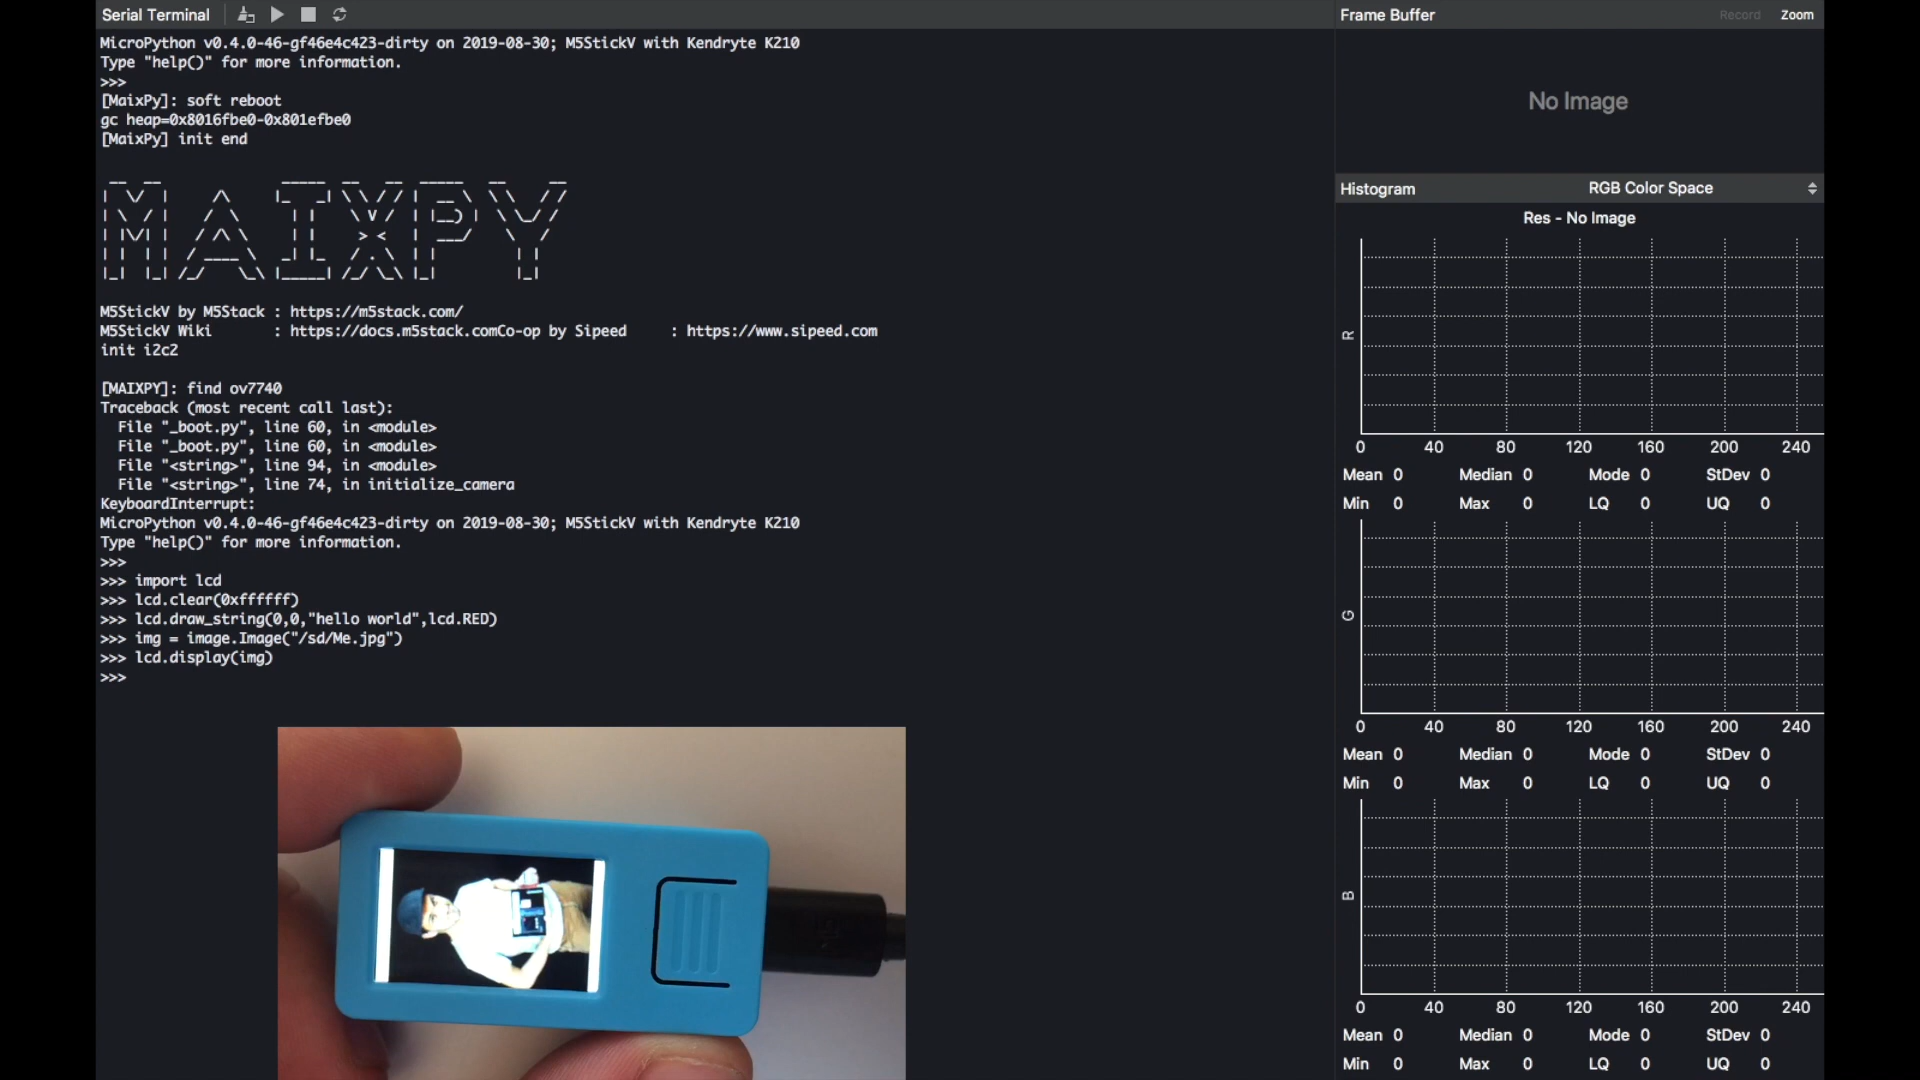 Serial Terminal
MicroPython v0.4.0-46-gf46e4c423-dirty on 2019-08-30; M5StickV with Kendryte K210
Type "help()" for more information.
>>>
[MaixPy]: soft reboot
gc heap=0x8016fbe0-0x801efbe0
[MaixPy] init end
MAIXPY
M5StickV by M5Stack : https://m5stack.com/
M5StickV Wiki       : https://docs.m5stack.comCo-op by Sipeed     : https://www.sipeed.com
init i2c2
[MAIXPY]: find ov7740
Traceback (most recent call last):
  File "_boot.py", line 60, in <module>
  File "_boot.py", line 60, in <module>
  File "<string>", line 94, in <module>
  File "<string>", line 74, in initialize_camera
KeyboardInterrupt:
MicroPython v0.4.0-46-gf46e4c423-dirty on 2019-08-30; M5StickV with Kendryte K210
Type "help()" for more information.
>>>
>>> import lcd
>>> lcd.clear(0xffffff)
>>> lcd.draw_string(0,0,"hello world",lcd.RED)
>>> img = image.Image("/sd/Me.jpg")
>>> lcd.display(img)
>>>
Frame Buffer Record Zoom
No Image
Histogram RGB Color Space
Res - No Image
R
0 40 80 120 160 200 240
Mean 0 Median 0 Mode 0 StDev 0
Min 0 Max 0 LQ 0 UQ 0
G
0 40 80 120 160 200 240
Mean 0 Median 0 Mode 0 StDev 0
Min 0 Max 0 LQ 0 UQ 0
B
0 40 80 120 160 200 240
Mean 0 Median 0 Mode 0 StDev 0
Min 0 Max 0 LQ 0 UQ 0